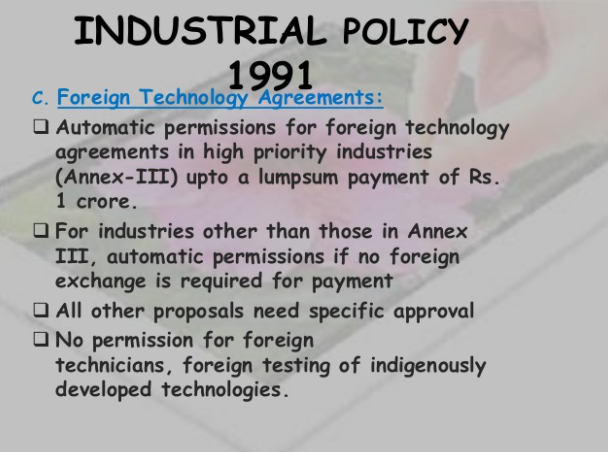 INDUSTRIAL POLICY
1991
C. Foreign Technology Agreements:
❑ Automatic permissions for foreign technology
agreements in high priority industries
(Annex-III) upto a lumpsum payment of Rs.
1 crore.
❑ For industries other than those in Annex
III, automatic permissions if no foreign
exchange is required for payment
❑ All other proposals need specific approval
❑ No permission for foreign
technicians, foreign testing of indigenously
developed technologies.